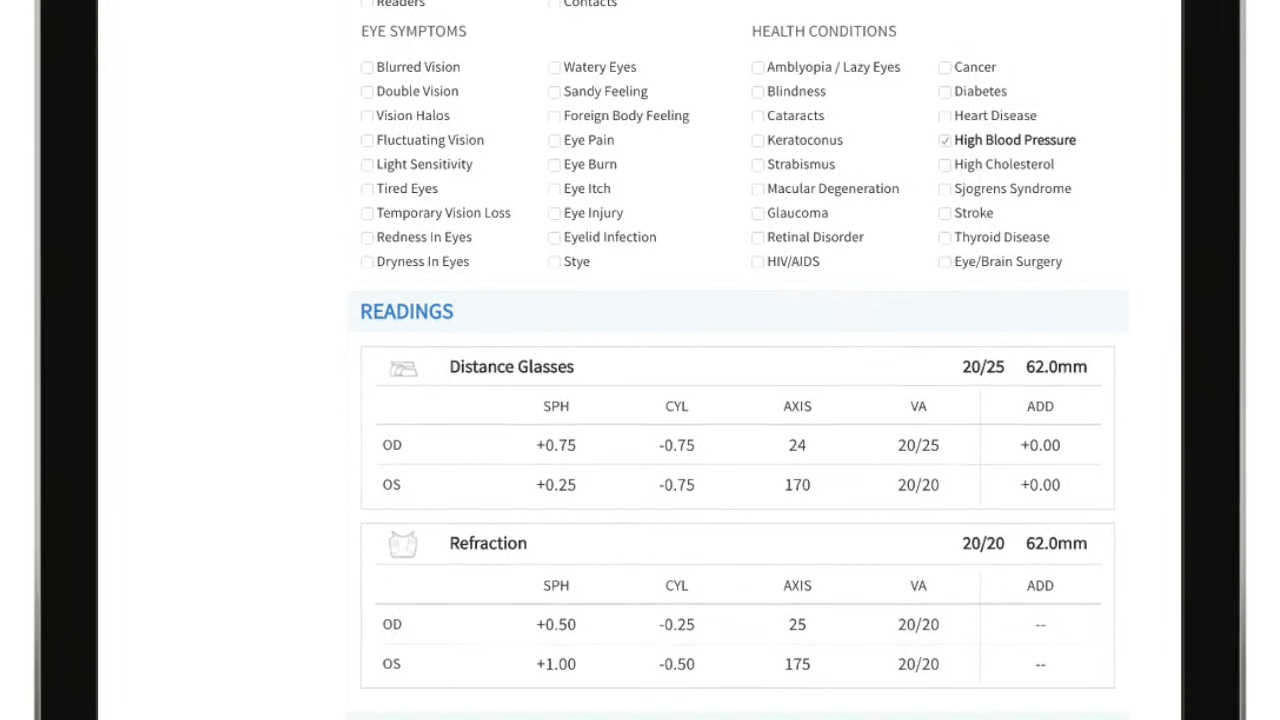 Readers Contacts
EYE SYMPTOMS HEALTH CONDITIONS
Blurred Vision Watery Eyes Amblyopia / Lazy Eyes Cancer
Double Vision Sandy Feeling Blindness Diabetes
Vision Halos Foreign Body Feeling Cataracts Heart Disease
Fluctuating Vision Eye Pain Keratoconus High Blood Pressure
Light Sensitivity Eye Burn Strabismus High Cholesterol
Tired Eyes Eye Itch Macular Degeneration Sjogrens Syndrome
Temporary Vision Loss Eye Injury Glaucoma Stroke
Redness In Eyes Eyelid Infection Retinal Disorder Thyroid Disease
Dryness In Eyes Stye HIV/AIDS Eye/Brain Surgery
READINGS
Distance Glasses 20/25 62.0mm
SPH CYL AXIS VA ADD
OD +0.75 -0.75 24 20/25 +0.00
OS +0.25 -0.75 170 20/20 +0.00
Refraction 20/20 62.0mm
SPH CYL AXIS VA ADD
OD +0.50 -0.25 25 20/20 --
OS +1.00 -0.50 175 20/20 --